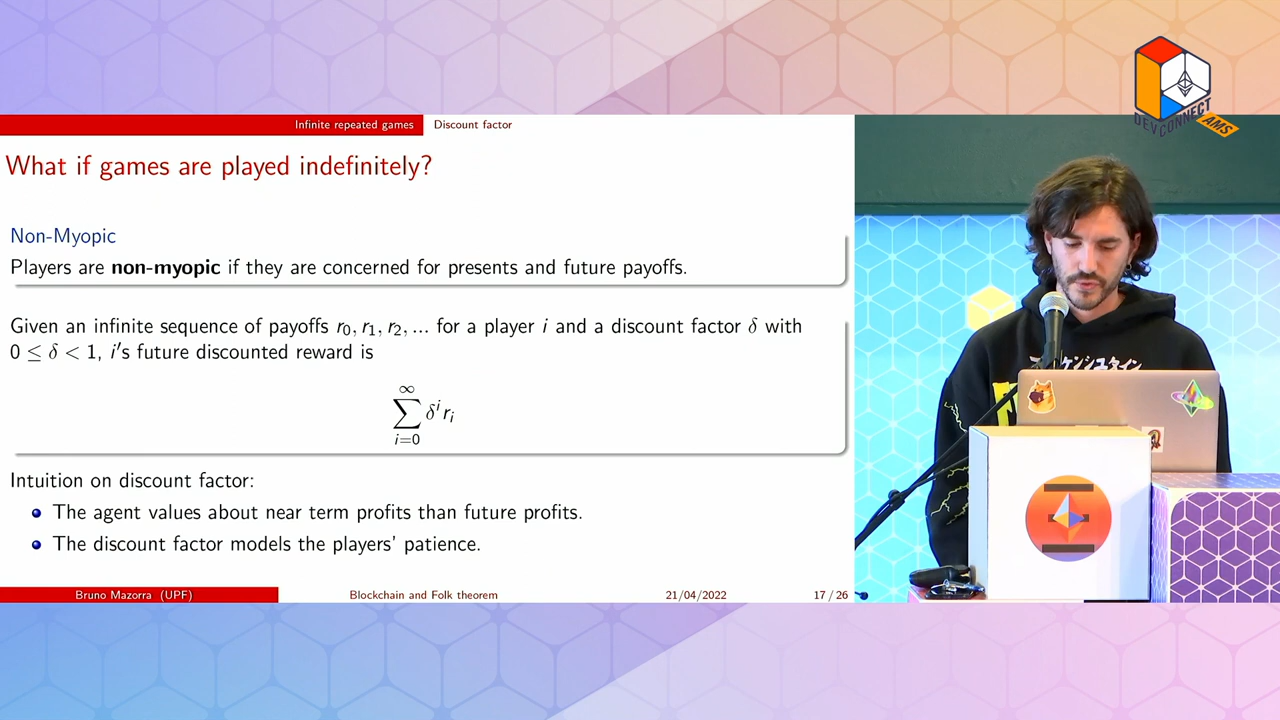 DEVCONNECT
AMS
Infinite repeated games Discount factor
What if games are played indefinitely?
Non-Myopic
Players are non-myopic if they are concerned for presents and future payoffs.
Given an infinite sequence of payoffs r₀, r₁, r₂, ... for a player i and a discount factor δ with
0 ≤ δ < 1, i′s future discounted reward is
∞
∑ δⁱ rᵢ
i=0
Intuition on discount factor:
The agent values about near term profits than future profits.
The discount factor models the players' patience.
Bruno Mazorra (UPF) Blockchain and Folk theorem 21/04/2022 17 / 26